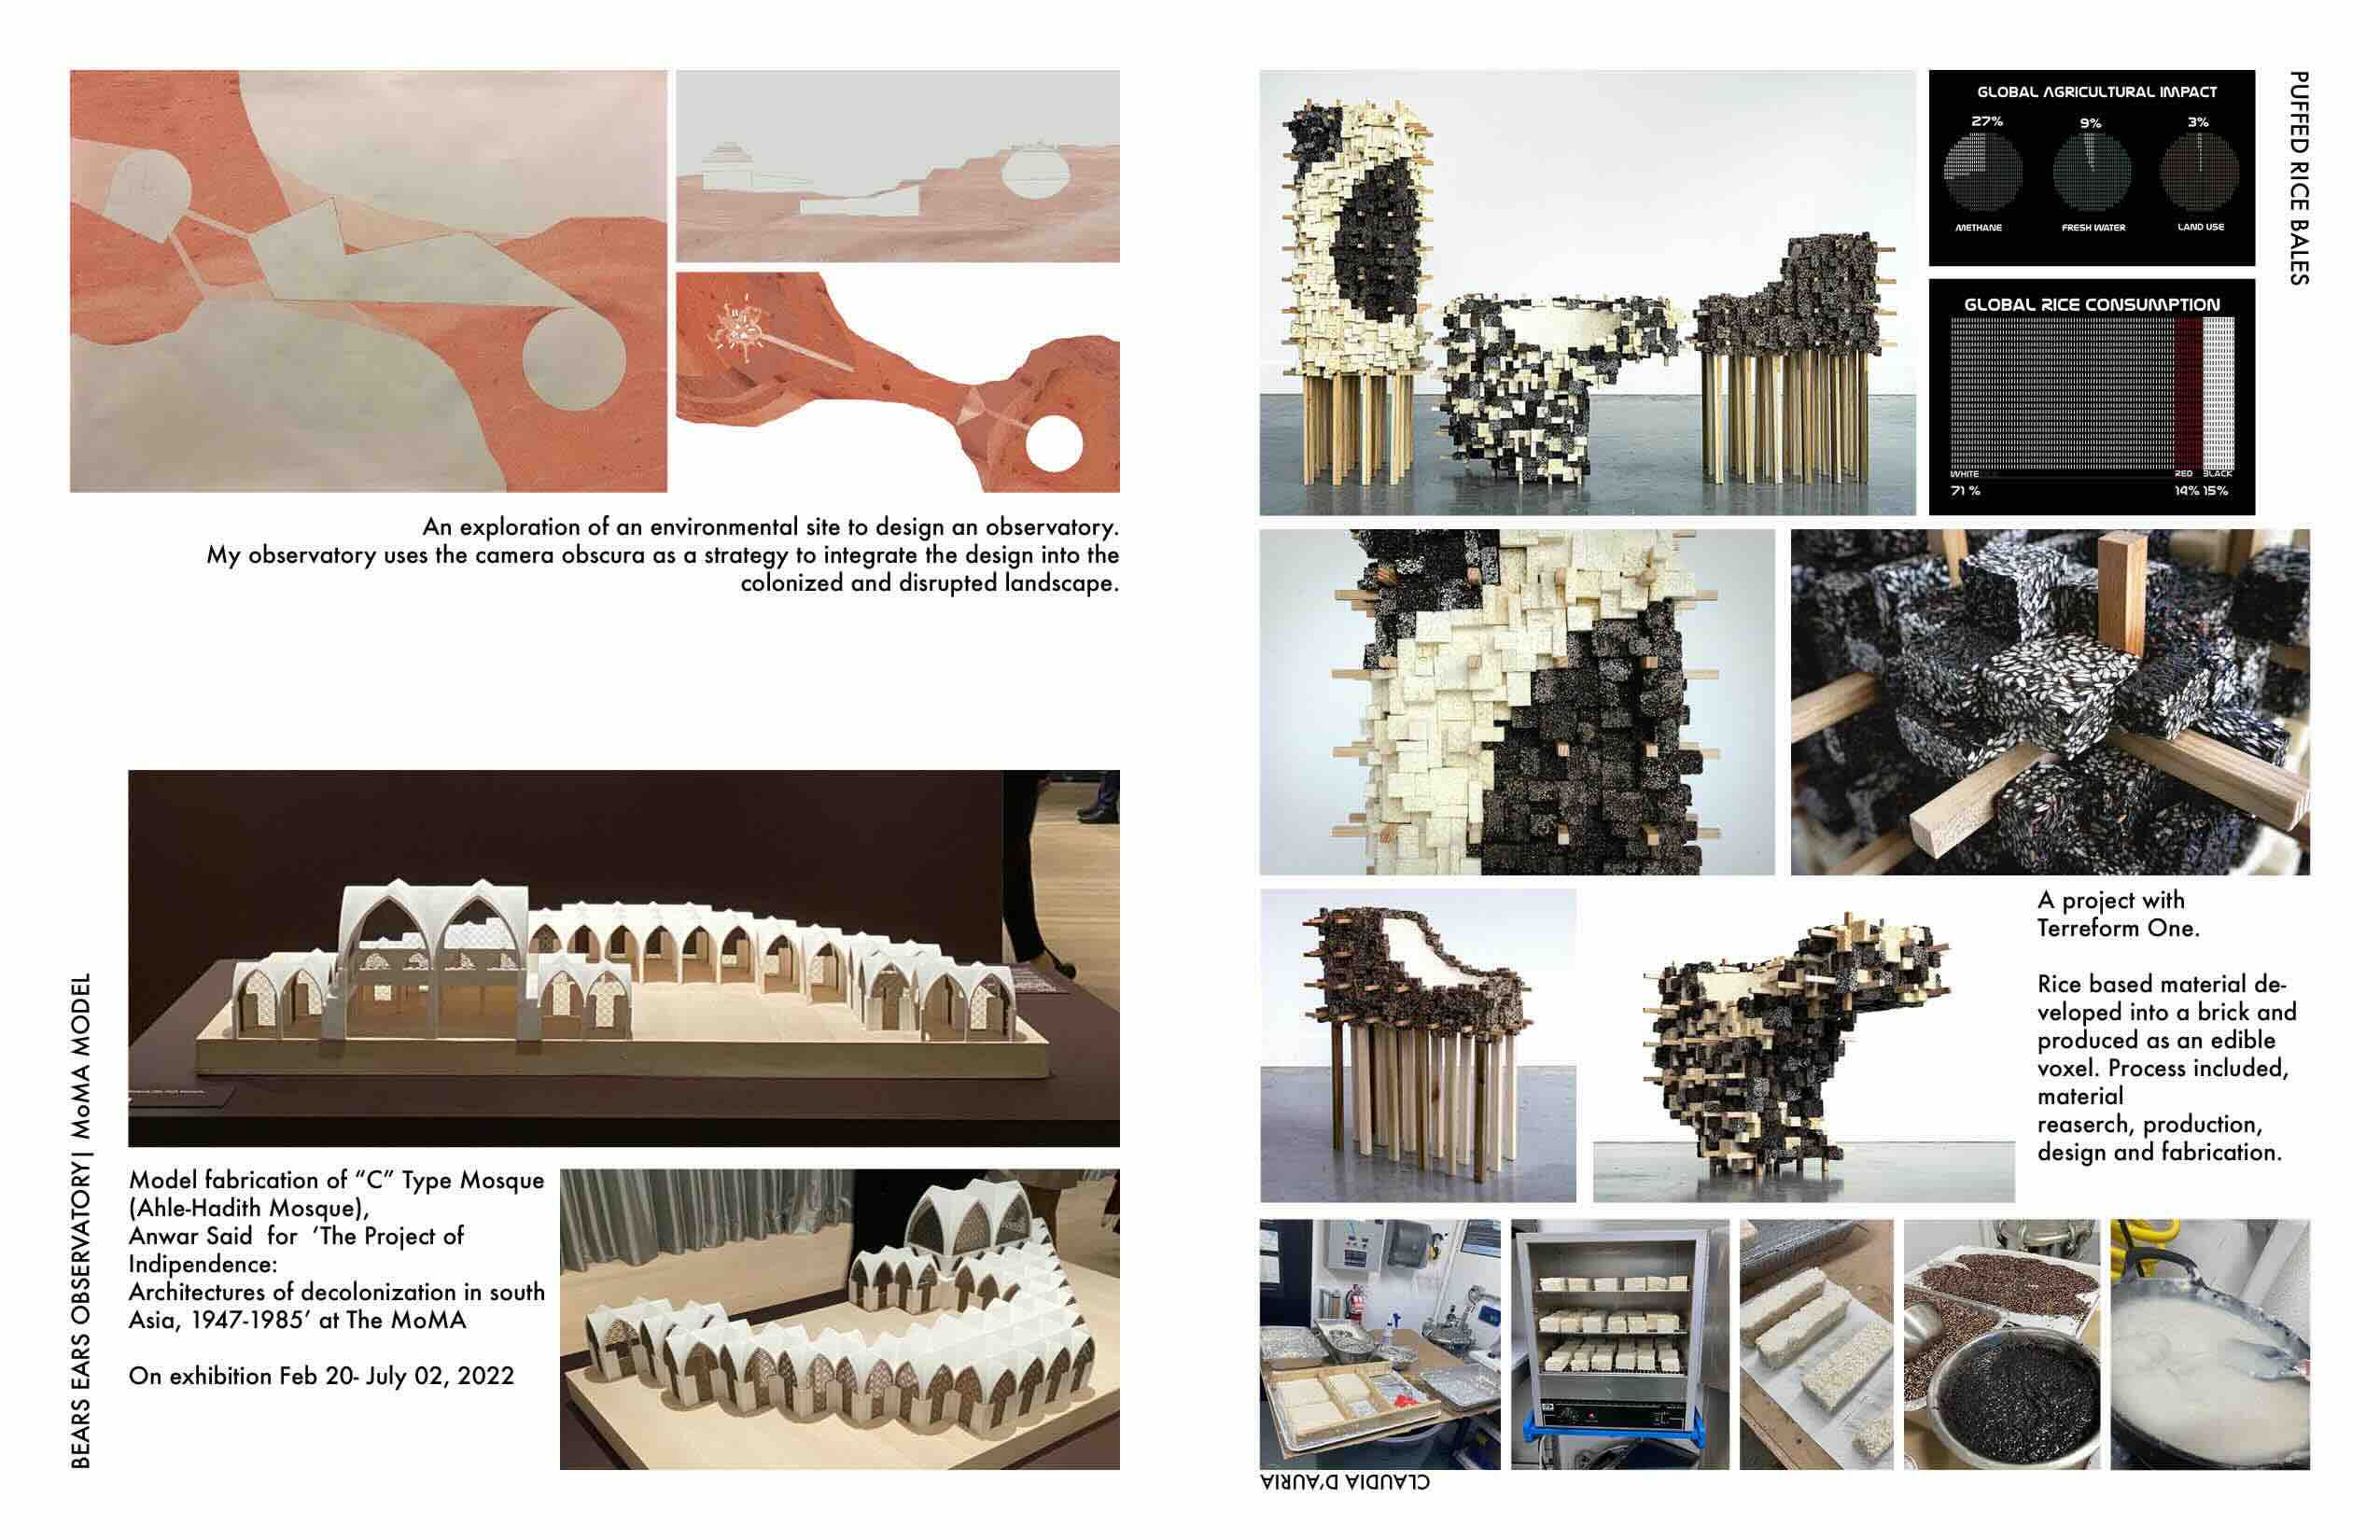 An exploration of an environmental site to design an observatory.
My observatory uses the camera obscura as a strategy to integrate the design into the
colonized and disrupted landscape.
BEARS EARS OBSERVATORY| MoMA MODEL
Model fabrication of “C” Type Mosque
(Ahle-Hadith Mosque),
Anwar Said for ‘The Project of
Indipendence:
Architectures of decolonization in south
Asia, 1947-1985’ at The MoMA
On exhibition Feb 20- July 02, 2022
GLOBAL AGRICULTURAL IMPACT
27% 9% 3%
METHANE FRESH WATER LAND USE
GLOBAL RICE CONSUMPTION
WHITE RED BLACK
71 % 14% 15%
PUFFED RICE BALES
A project with
Terreform One.
Rice based material de-
veloped into a brick and
produced as an edible
voxel. Process included,
material
reaserch, production,
design and fabrication.
CLAUDIA D’AURIA